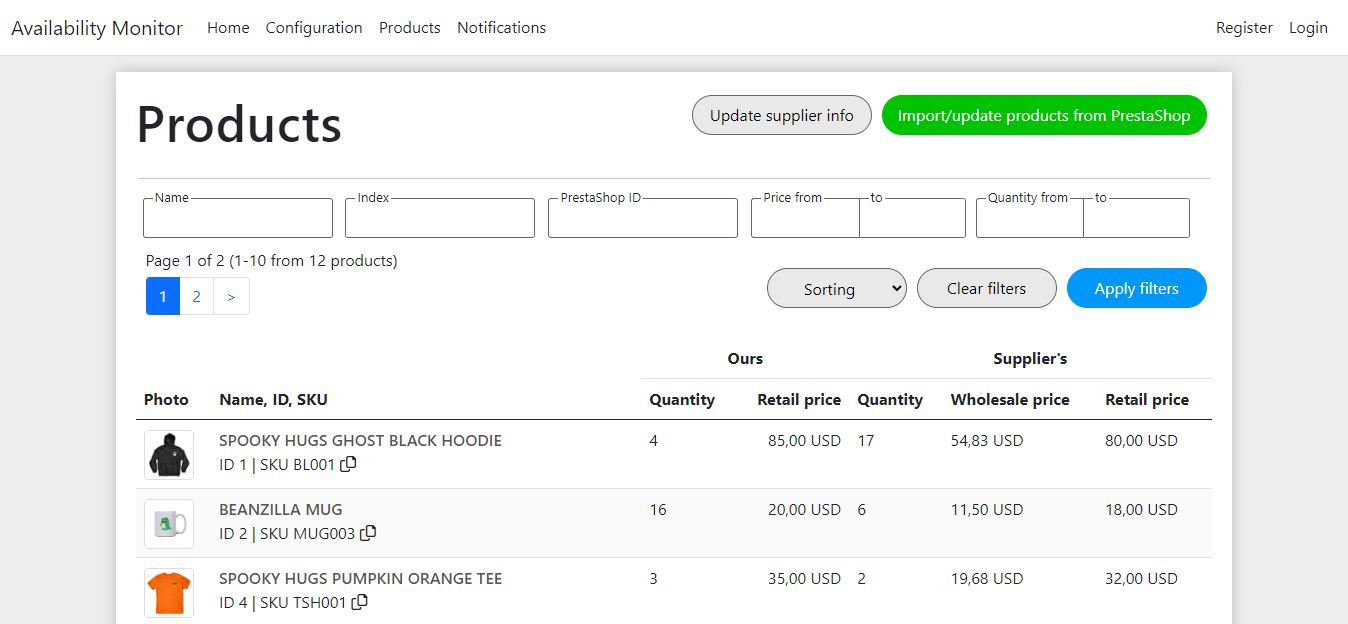 Availability Monitor Home Configuration Products Notifications Register Login
Products
Update supplier info Import/update products from PrestaShop
Name Index PrestaShop ID Price from to Quantity from to
Page 1 of 2 (1-10 from 12 products)
1 2 > Sorting Clear filters Apply filters
Ours Supplier's
Photo Name, ID, SKU Quantity Retail price Quantity Wholesale price Retail price
SPOOKY HUGS GHOST BLACK HOODIE 4 85,00 USD 17 54,83 USD 80,00 USD
ID 1 | SKU BL001
BEANZILLA MUG 16 20,00 USD 6 11,50 USD 18,00 USD
ID 2 | SKU MUG003
SPOOKY HUGS PUMPKIN ORANGE TEE 3 35,00 USD 2 19,68 USD 32,00 USD
ID 4 | SKU TSH001